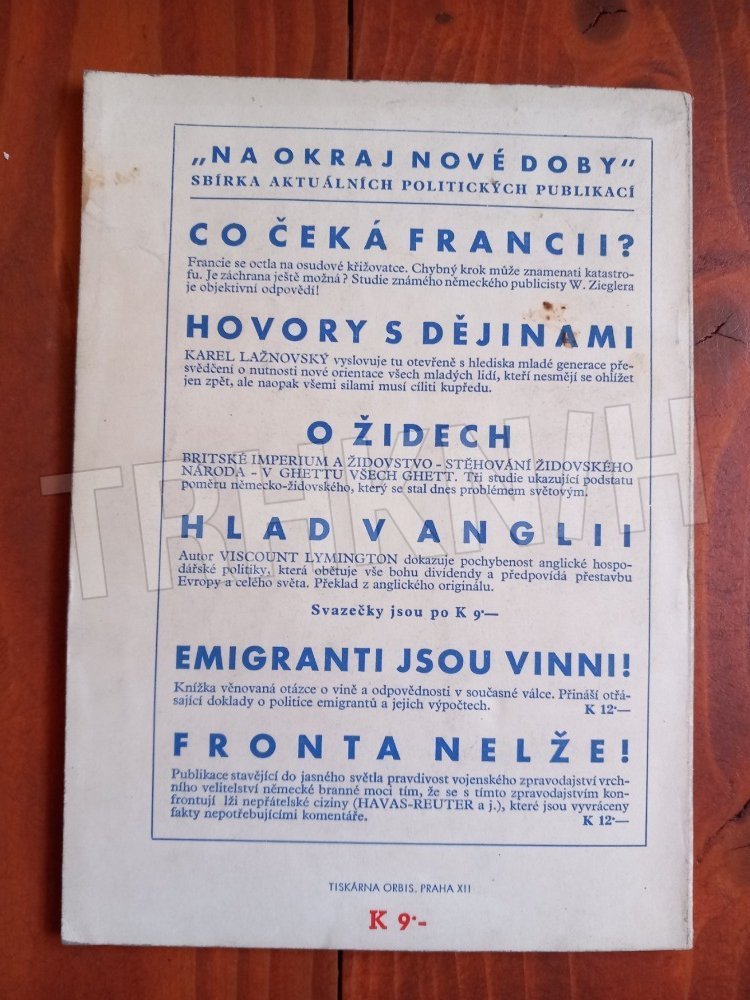 „NA OKRAJ NOVÉ DOBY"
SBÍRKA AKTUÁLNÍCH POLITICKÝCH PUBLIKACÍ
CO ČEKÁ FRANCII?
Francie se octla na osudové křižovatce. Chybný krok může znamenati katastro-
fu. Je záchrana ještě možná? Studie známého německého publicisty W. Zieglera
je objektivní odpovědí!
HOVORY S DĚJINAMI
KAREL LAŽNOVSKÝ vyslovuje tu otevřeně s hlediska mladé generace pře-
svědčení o nutnosti nové orientace všech mladých lidí, kteří nesmějí se ohlížet
jen zpět, ale naopak všemi silami musí cíliti kupředu.
O ŽIDECH
BRITSKÉ IMPERIUM A ŽIDOVSTVO - STĚHOVÁNÍ ŽIDOVSKÉHO
NÁRODA - V GHETTU VŠECH GHETT. Tři studie ukazující podstatu
poměru německo-židovského, který se stal dnes problémem světovým.
HLAD V ANGLII
Autor VISCOUNT LYMINGTON dokazuje pochybenost anglické hospo-
dářské politiky, která obětuje vše bohu dividendy a předpovídá přestavbu
Evropy a celého světa. Překlad z anglického originálu.
Svazečky jsou po K 9·—
EMIGRANTI JSOU VINNI!
Knížka věnovaná otázce o vině a odpovědnosti v současné válce. Přináší otřá-
sající doklady o politice emigrantů a jejich výpočtech. K 12·—
FRONTA NELŽE!
Publikace stavějící do jasného světla pravdivost vojenského zpravodajství vrch-
ního velitelství německé branné moci tím, že se s tímto zpravodajstvím kon-
frontují lži nepřátelské ciziny (HAVAS-REUTER a j.), které jsou vyvráceny
fakty nepotřebujícími komentáře. K 12·—
TISKÁRNA ORBIS, PRAHA XII
K 9·-
TRHKNIH